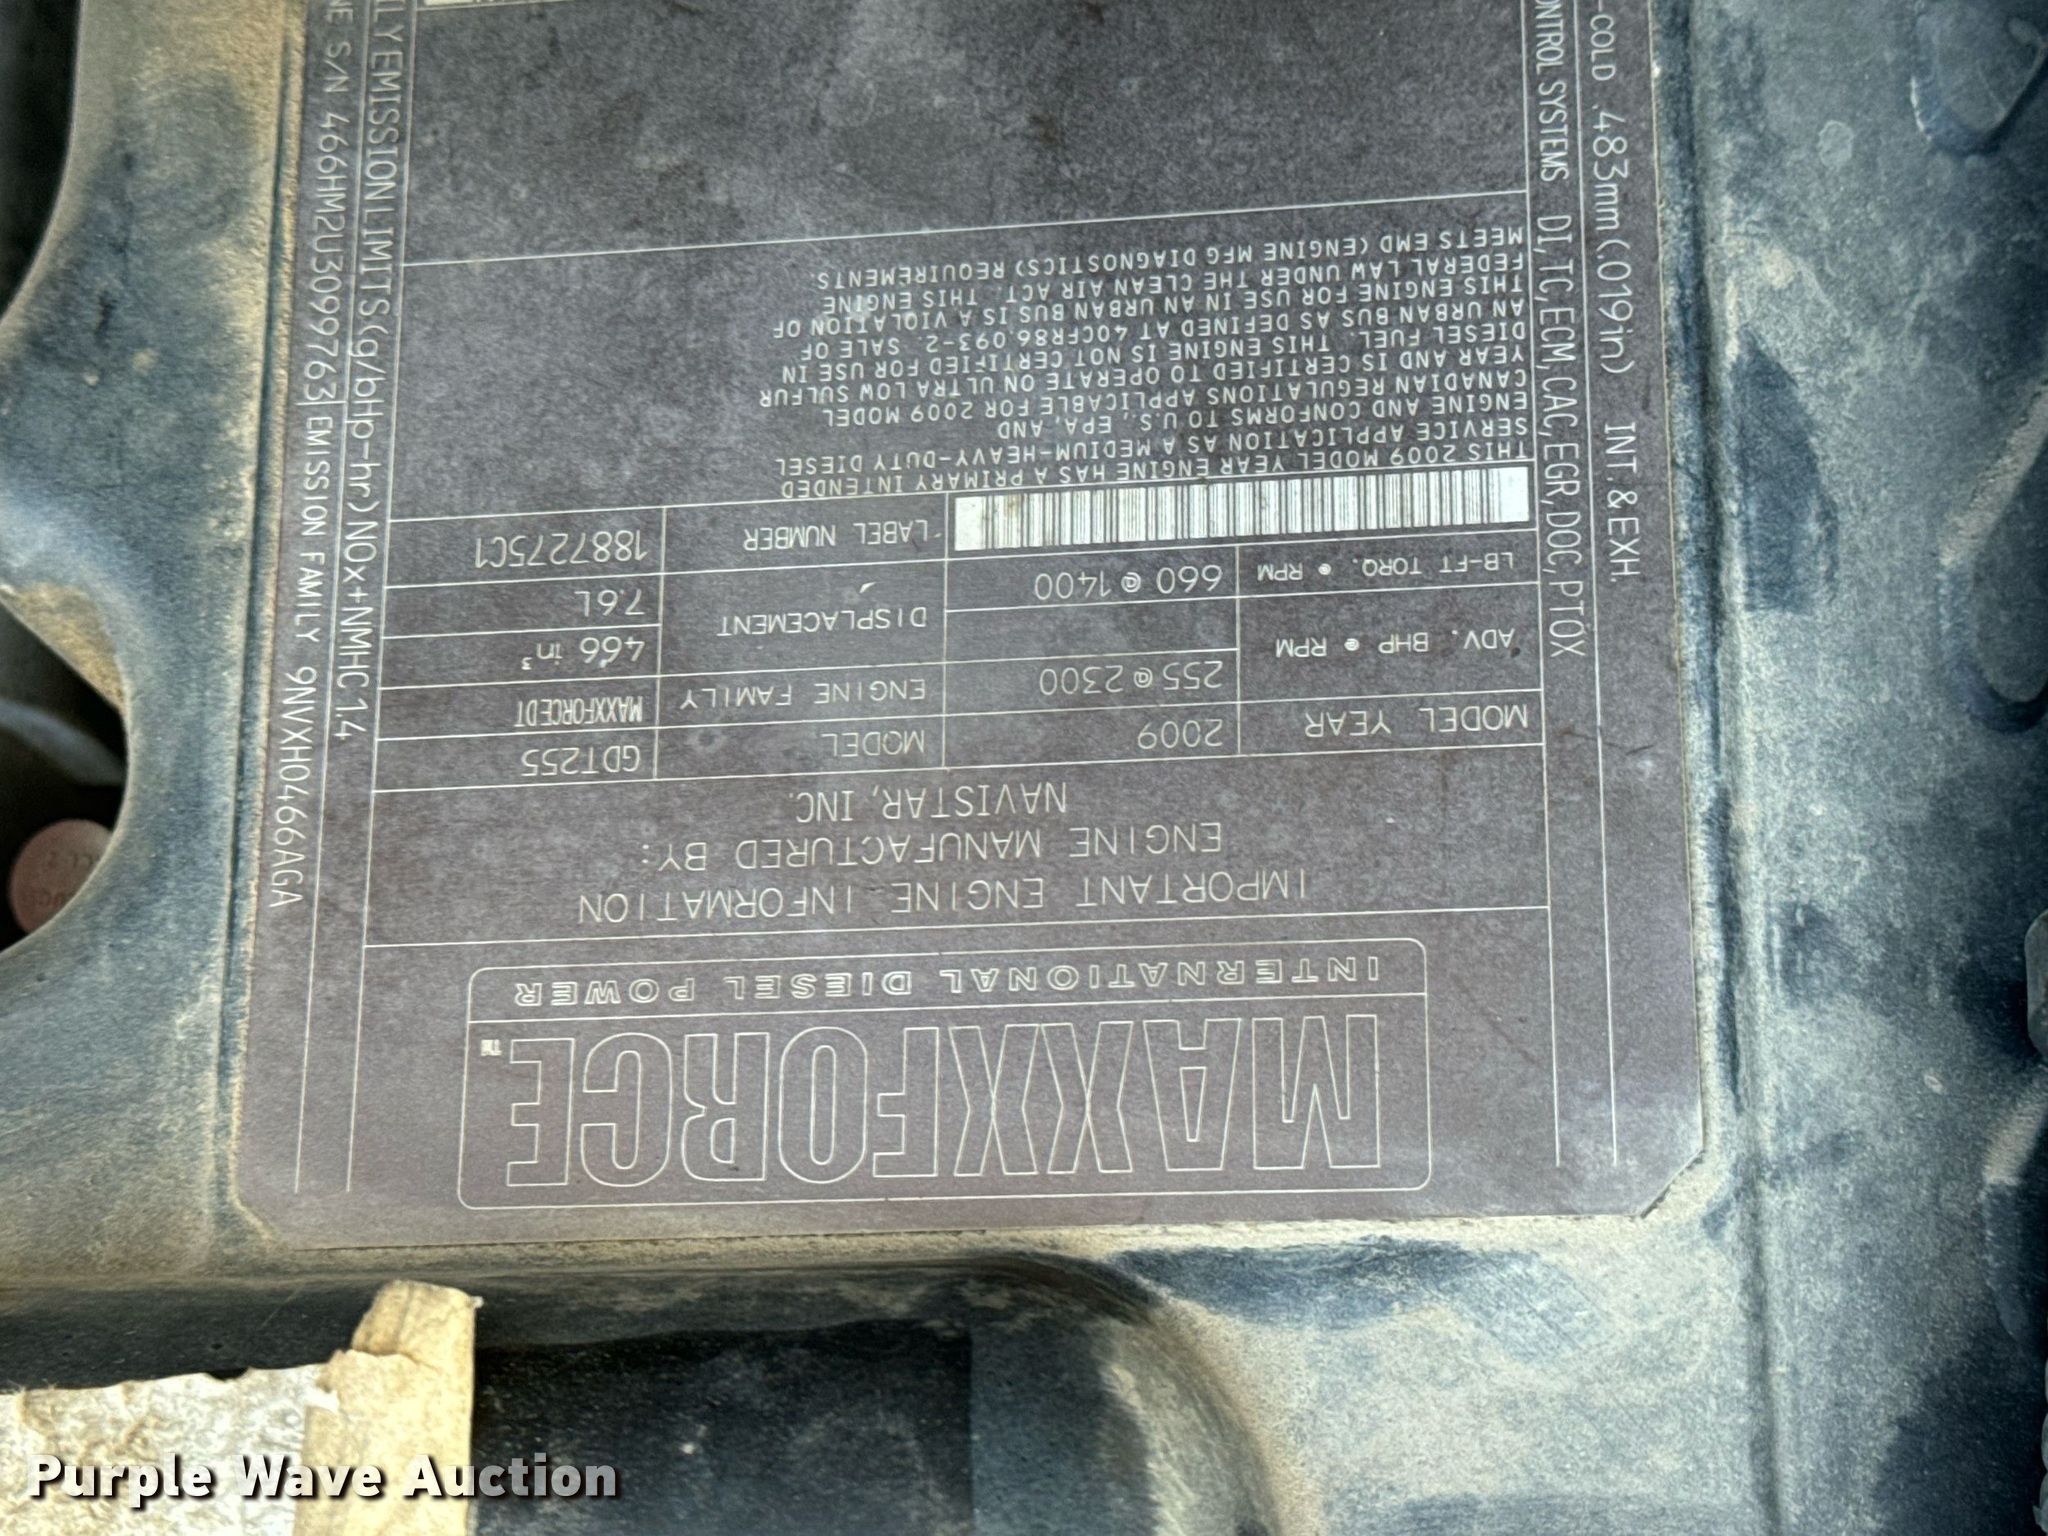 MAXXFORCE™
INTERNATIONAL DIESEL POWER
IMPORTANT ENGINE INFORMATION
ENGINE MANUFACTURED BY:
NAVISTAR, INC.
MODEL YEAR 2009 MODEL GDT255
ADV. BHP @ RPM 255@2300 ENGINE FAMILY MAXXFORCE DT
LB-FT TORQ. @ RPM 660@1400 DISPLACEMENT 466 in³
7.6L
LABEL NUMBER 1887275C1
THIS 2009 MODEL YEAR ENGINE HAS A PRIMARY INTENDED
SERVICE APPLICATION AS A MEDIUM-HEAVY-DUTY DIESEL
ENGINE AND CONFORMS TO U.S., EPA, AND
CANADIAN REGULATIONS APPLICABLE FOR 2009 MODEL
YEAR AND IS CERTIFIED TO OPERATE ON ULTRA LOW SULFUR
DIESEL FUEL. THIS ENGINE IS NOT CERTIFIED FOR USE IN
AN URBAN BUS AS DEFINED AT 40CFR86.093-2. SALE OF
THIS ENGINE FOR USE IN AN URBAN BUS IS A VIOLATION OF
FEDERAL LAW UNDER THE CLEAN AIR ACT. THIS ENGINE
MEETS EMD (ENGINE MFG DIAGNOSTICS) REQUIREMENTS.
-COLD .483mm(.019in) INT.&EXH.
ONTROL SYSTEMS DI,TC,ECM,CAC,EGR,DOC,PTOX
LY EMISSION LIMITS(g/bHp-hr)NOx+NMHC 1.4
NE S/N 466HM2U3099763 EMISSION FAMILY 9NVXH0466AGA
Purple Wave Auction